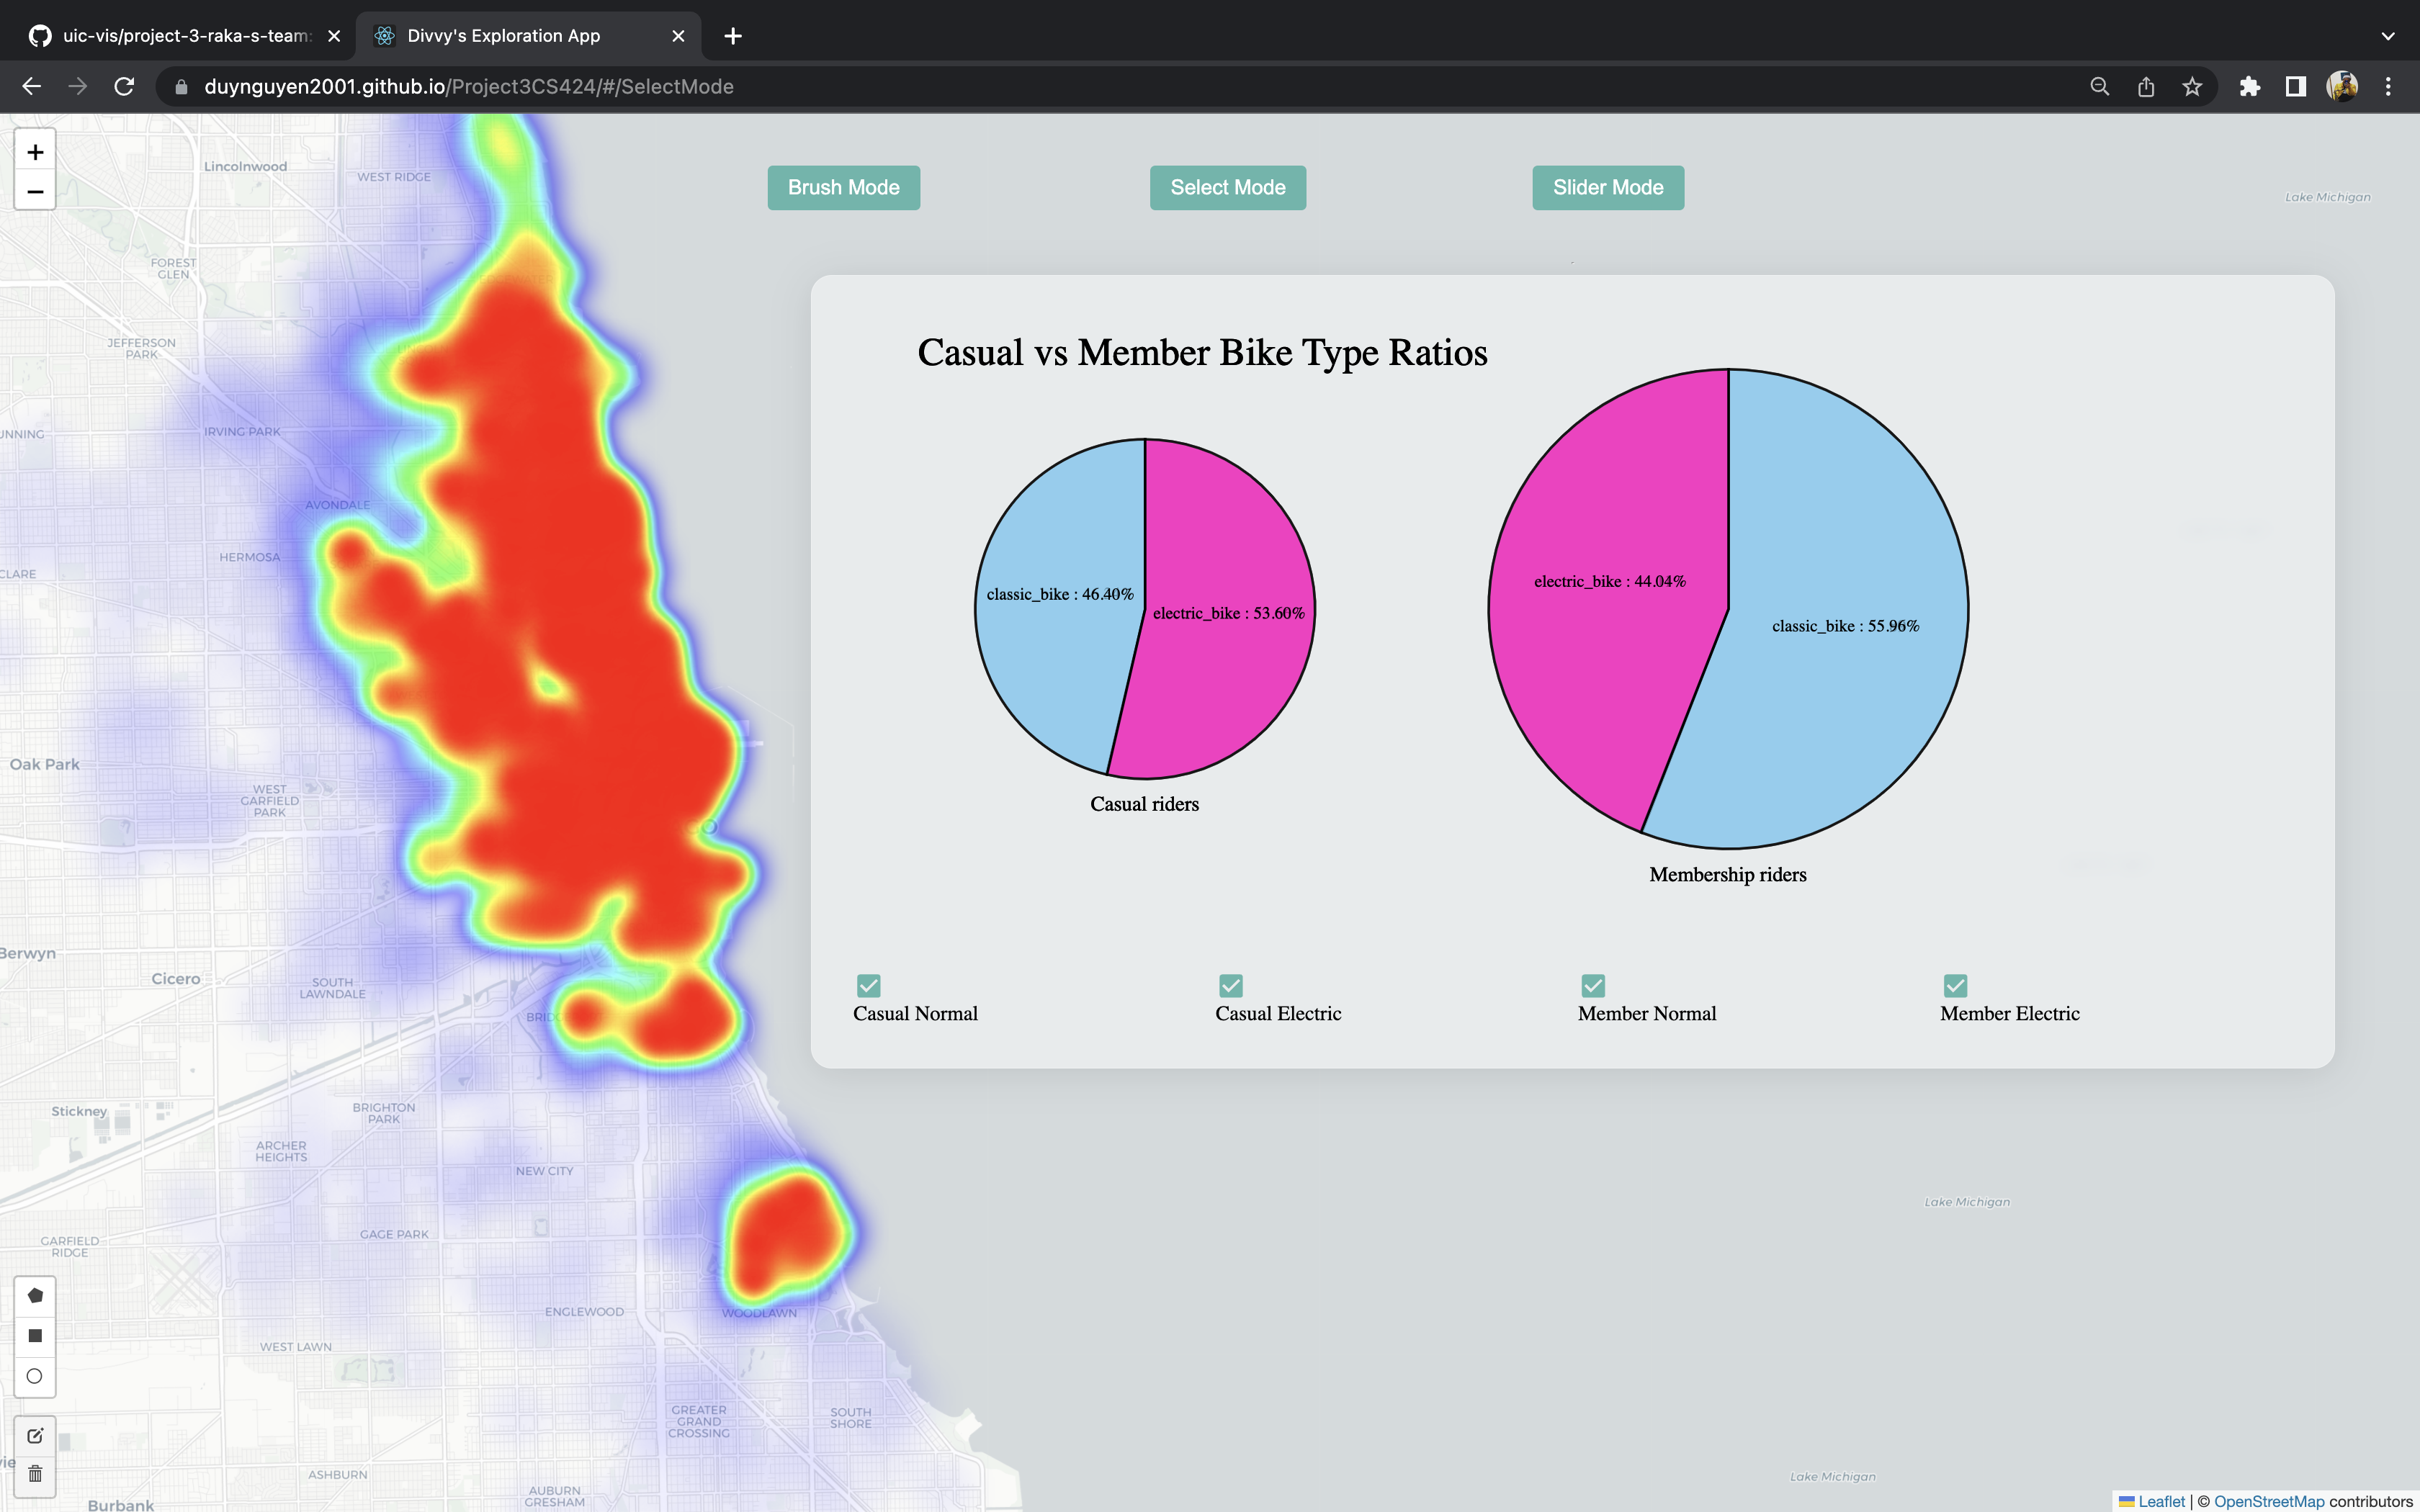 uic-vis/project-3-raka-s-team:
Divvy's Exploration App
duynguyen2001.github.io/Project3CS424/#/SelectMode
+
−
Lincolnwood
WEST RIDGE
Brush Mode
Select Mode
Slider Mode
Lake Michigan
FOREST
GLEN
JEFFERSON
PARK
Casual vs Member Bike Type Ratios
IRVING PARK
UNNING
AVONDALE
HERMOSA
CLARE
classic_bike : 46.40%
electric_bike : 53.60%
electric_bike : 44.04%
classic_bike : 55.96%
Oak Park
WEST
GARFIELD
PARK
Casual riders
Membership riders
Berwyn
Cicero
SOUTH
LAWNDALE
BRIDG
Casual Normal
Casual Electric
Member Normal
Member Electric
Stickney
BRIGHTON
PARK
ARCHER
HEIGHTS
NEW CITY
Lake Michigan
GAGE PARK
GARFIELD
RIDGE
ENGLEWOOD
WOODLAWN
WEST LAWN
GREATER
GRAND
CROSSING
SOUTH
SHORE
ASHBURN
Lake Michigan
AUBURN
GRESHAM
Burbank
Leaflet | © OpenStreetMap contributors